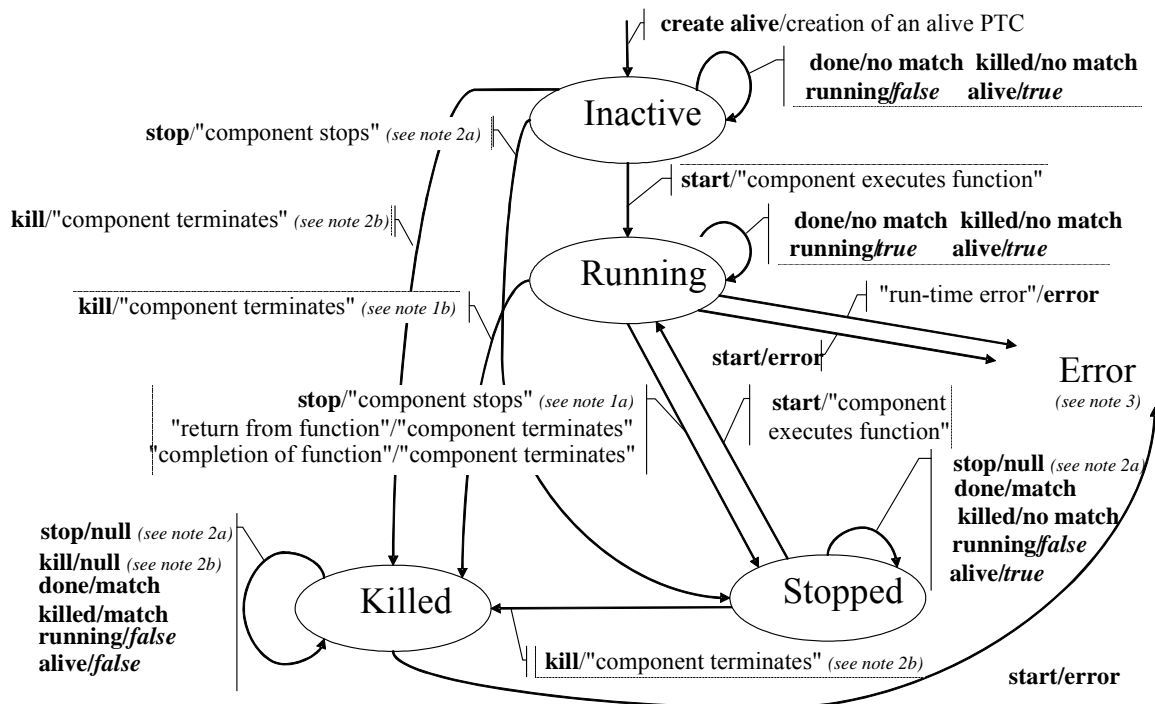 create alive/creation of an alive PTC
done/no match killed/no match
running/false alive/true
Inactive
stop/"component stops" (see note 2a)
start/"component executes function"
kill/"component terminates" (see note 2b)
done/no match killed/no match
running/true alive/true
Running
kill/"component terminates" (see note 1b)
"run-time error"/error
start/error
Error
(see note 3)
stop/"component stops" (see note 1a)
"return from function"/"component terminates"
"completion of function"/"component terminates"
start/"component
executes function"
stop/null (see note 2a)
done/match
killed/no match
running/false
alive/true
stop/null (see note 2a)
kill/null (see note 2b)
done/match
killed/match
running/false
alive/false
Killed
Stopped
kill/"component terminates" (see note 2b)
start/error